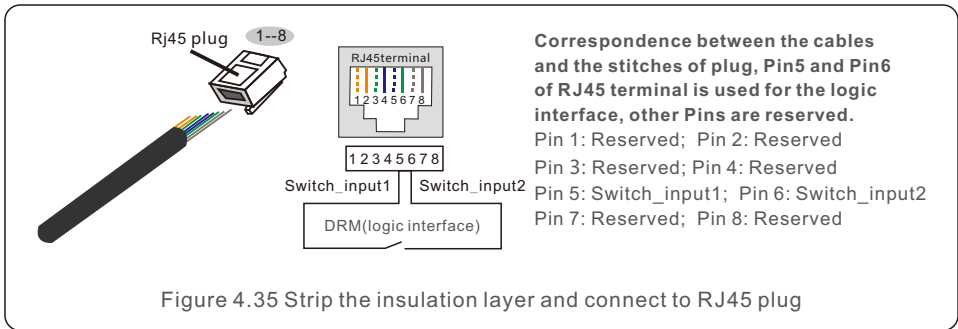 Rj45 plug
1--8
RJ45terminal
12345678
12345678
Switch_input1 Switch_input2
DRM(logic interface)
Correspondence between the cables
and the stitches of plug, Pin5 and Pin6
of RJ45 terminal is used for the logic
interface, other Pins are reserved.
Pin 1: Reserved; Pin 2: Reserved
Pin 3: Reserved; Pin 4: Reserved
Pin 5: Switch_input1; Pin 6: Switch_input2
Pin 7: Reserved; Pin 8: Reserved
Figure 4.35 Strip the insulation layer and connect to RJ45 plug